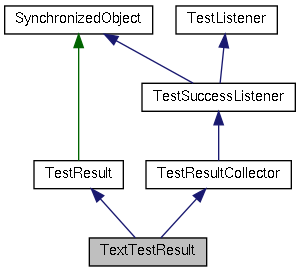 SynchronizedObject
TestListener
TestSuccessListener
TestResult
TestResultCollector
TextTestResult